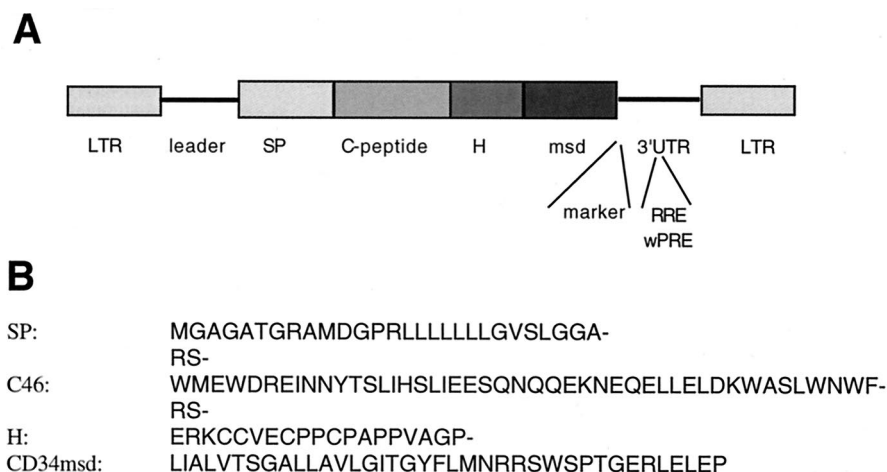 A
LTR leader SP C-peptide H msd 3'UTR LTR
marker RRE
wPRE
B
SP: MGAGATGRAMDGPRLLLLLLLGVSLGGA-
RS-
C46: WMEWDREINNYTSLIHSLIEESQNQQEKNEQELLELDKWASLWNWF-
RS-
H: ERKCCVECPPCPAPPVAGP-
CD34msd: LIALVTSGALLAVLGITGYFLMNRRSWSPTGERLELEP